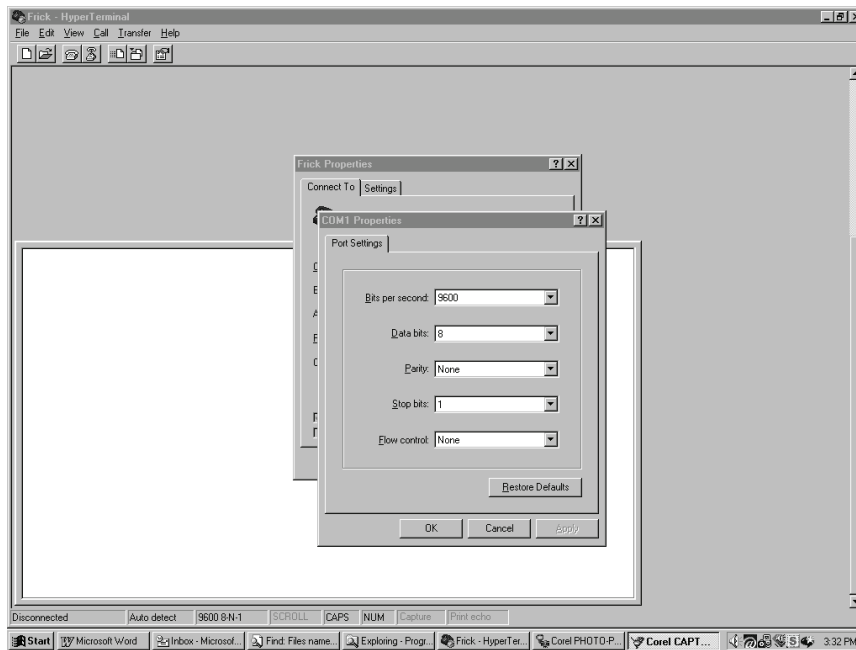 Frick - HyperTerminal
File Edit View Call Transfer Help
Frick Properties
Connect To Settings
COM1 Properties
Port Settings
Bits per second: 9600
Data bits: 8
Parity: None
Stop bits: 1
Flow control: None
Restore Defaults
OK Cancel Apply
Disconnected Auto detect 9600 8-N-1 SCROLL CAPS NUM Capture Print echo
Start Microsoft Word Inbox - Microsof... Find: Files name... Exploring - Progr... Frick - HyperTer... Corel PHOTO-P... Corel CAPT... 3:32 PM